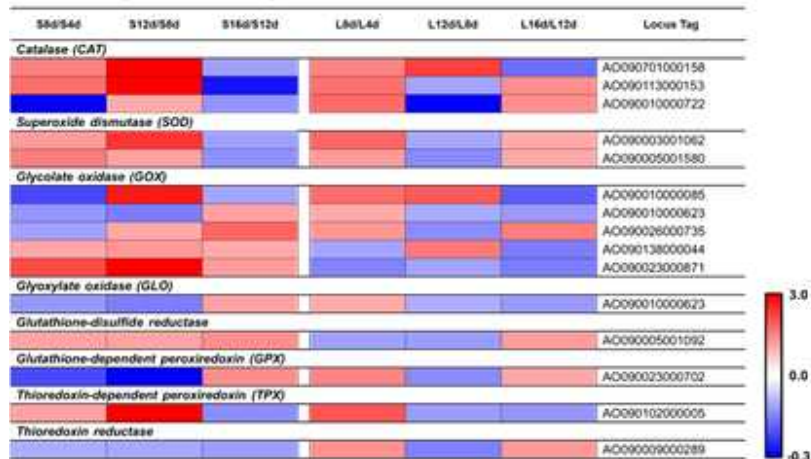 S8d/S4d S12d/S8d S16d/S12d L8d/L4d L12d/L8d L16d/L12d Locus Tag
Catalase (CAT)
AO090701000158
AO090113000153
AO090010000722
Superoxide dismutase (SOD)
AO090003001062
AO090005001580
Glycolate oxidase (GOX)
AO090010000085
AO090010000623
AO090026000735
AO090138000044
AO090023000871
Glyoxylate oxidase (GLO)
AO090010000623
Glutathione-disulfide reductase
AO090005001092
Glutathione-dependent peroxiredoxin (GPX)
AO090023000702
Thioredoxin-dependent peroxiredoxin (TPX)
AO090102000005
Thioredoxin reductase
AO090009000289
3.0
0.0
-0.3